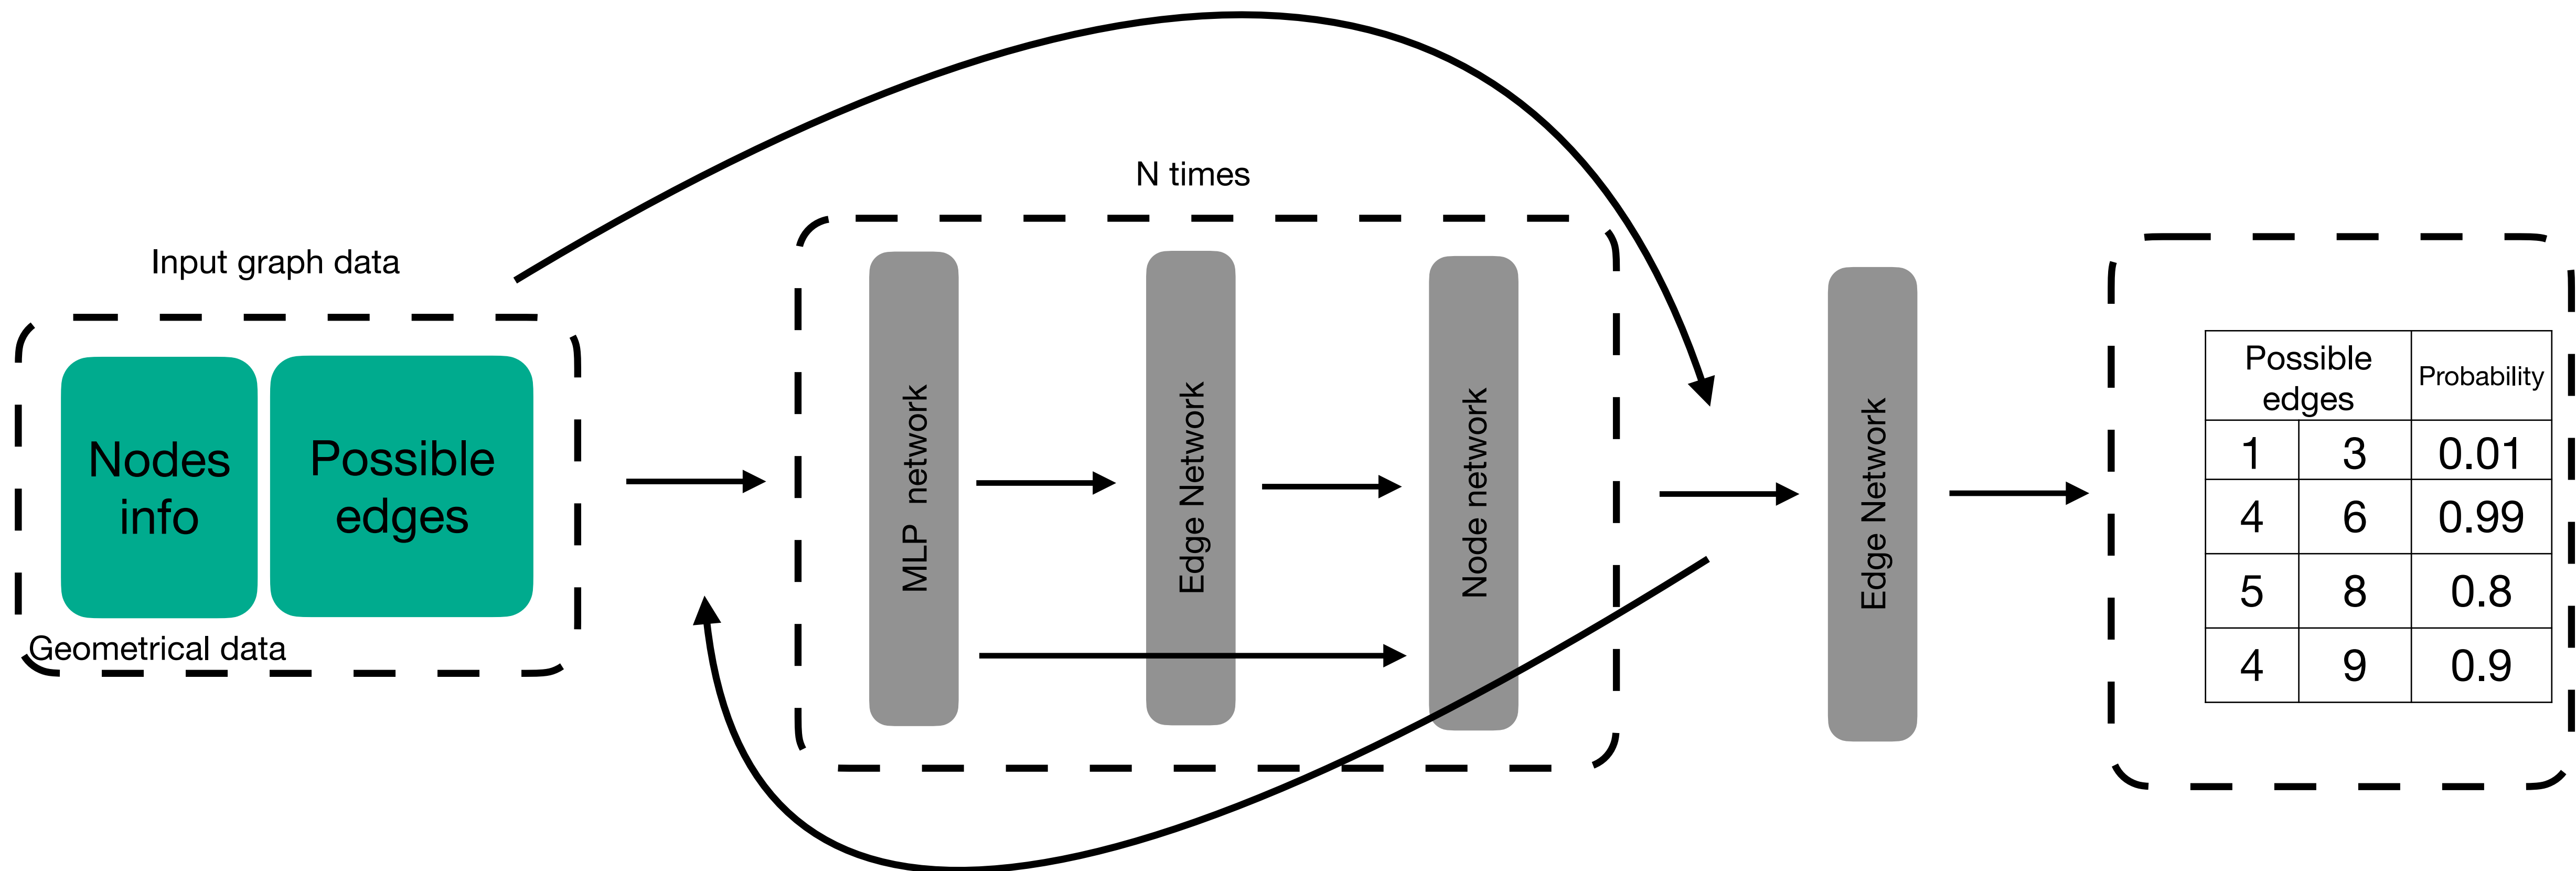 N times
Input graph data
Nodes
info
Possible
edges
Geometrical data
MLP network
Edge Network
Node network
Edge Network
Possible
edges
Probability
1 3 0.01
4 6 0.99
5 8 0.8
4 9 0.9